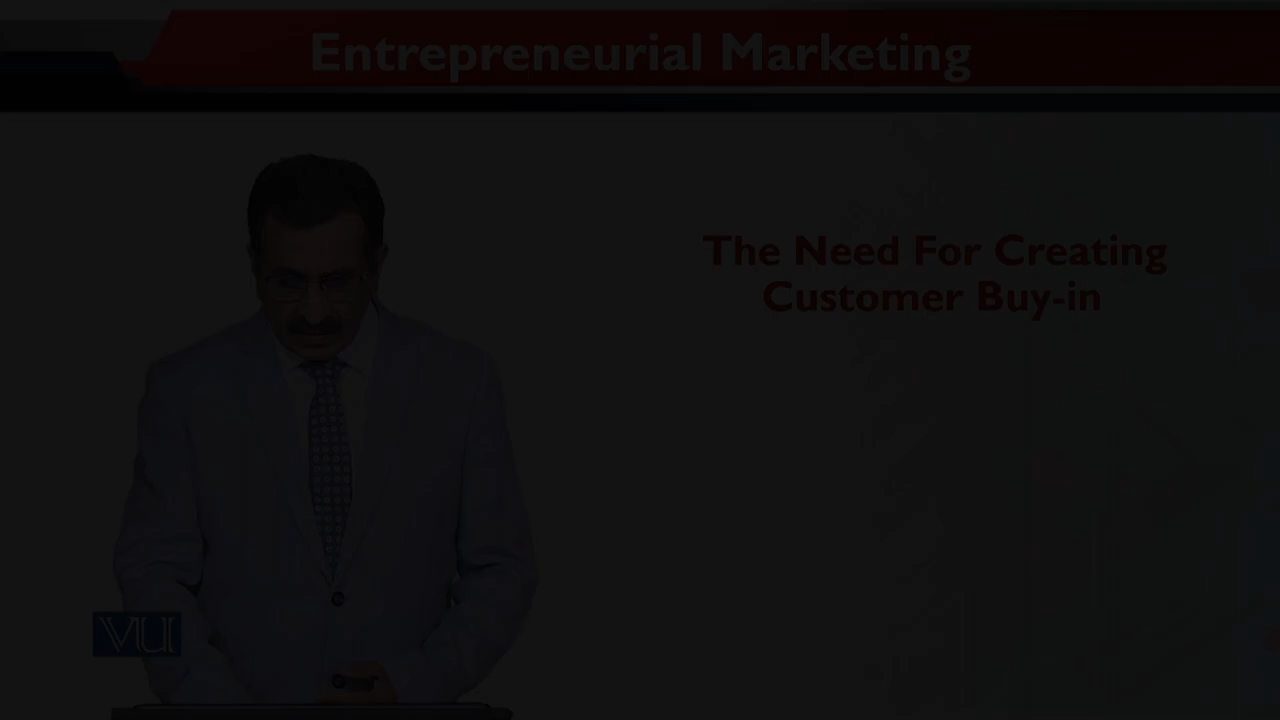 Entrepreneurial Marketing
The Need For Creating
Customer Buy-in
VU